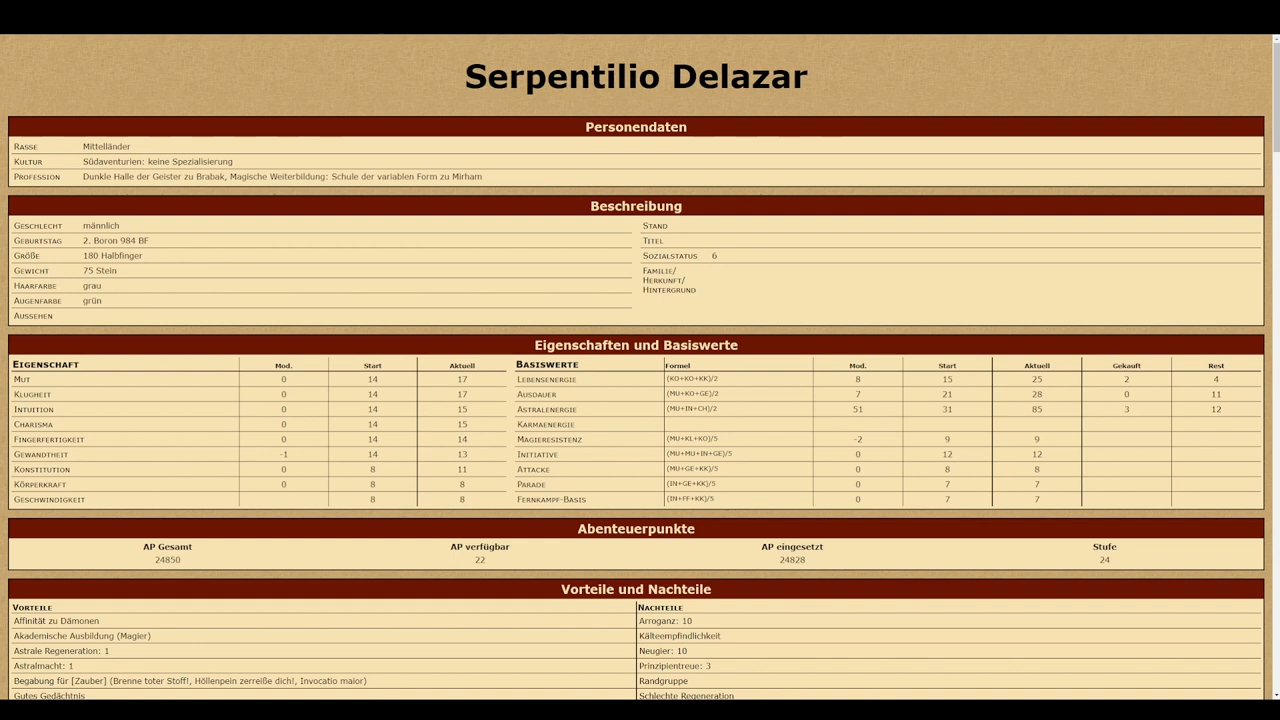 Serpentilio Delazar
Personendaten
Rasse Mittelländer
Kultur Südaventurien: keine Spezialisierung
Profession Dunkle Halle der Geister zu Brabak, Magische Weiterbildung: Schule der variablen Form zu Mirham
Beschreibung
Geschlecht männlich
Geburtstag 2. Boron 984 BF
Größe 180 Halbfinger
Gewicht 75 Stein
Haarfarbe grau
Augenfarbe grün
Aussehen
Stand
Titel
Sozialstatus 6
Familie/
Herkunft/
Hintergrund
Eigenschaften und Basiswerte
Eigenschaft Mod. Start Aktuell
Mut 0 14 17
Klugheit 0 14 17
Intuition 0 14 15
Charisma 0 14 15
Fingerfertigkeit 0 14 14
Gewandtheit -1 14 13
Konstitution 0 8 11
Körperkraft 0 8 8
Geschwindigkeit 8 8
Basiswerte Formel Mod. Start Aktuell Gekauft Rest
Lebensenergie (KO+KO+KK)/2 8 15 25 2 4
Ausdauer (MU+KO+GE)/2 7 21 28 0 11
Astralenergie (MU+IN+CH)/2 51 31 85 3 12
Karmaenergie
Magieresistenz (MU+KL+KO)/5 -2 9 9
Initiative (MU+MU+IN+GE)/5 0 12 12
Attacke (MU+GE+KK)/5 0 8 8
Parade (IN+GE+KK)/5 0 7 7
Fernkampf-Basis (IN+FF+KK)/5 0 7 7
Abenteuerpunkte
AP Gesamt AP verfügbar AP eingesetzt Stufe
24850 22 24828 24
Vorteile und Nachteile
Vorteile
Affinität zu Dämonen
Akademische Ausbildung (Magier)
Astrale Regeneration: 1
Astralmacht: 1
Begabung für [Zauber] (Brenne toter Stoff!, Höllenpein zerreiße dich!, Invocatio maior)
Gutes Gedächtnis
Nachteile
Arroganz: 10
Kälteempfindlichkeit
Neugier: 10
Prinzipientreue: 3
Randgruppe
Schlechte Regeneration